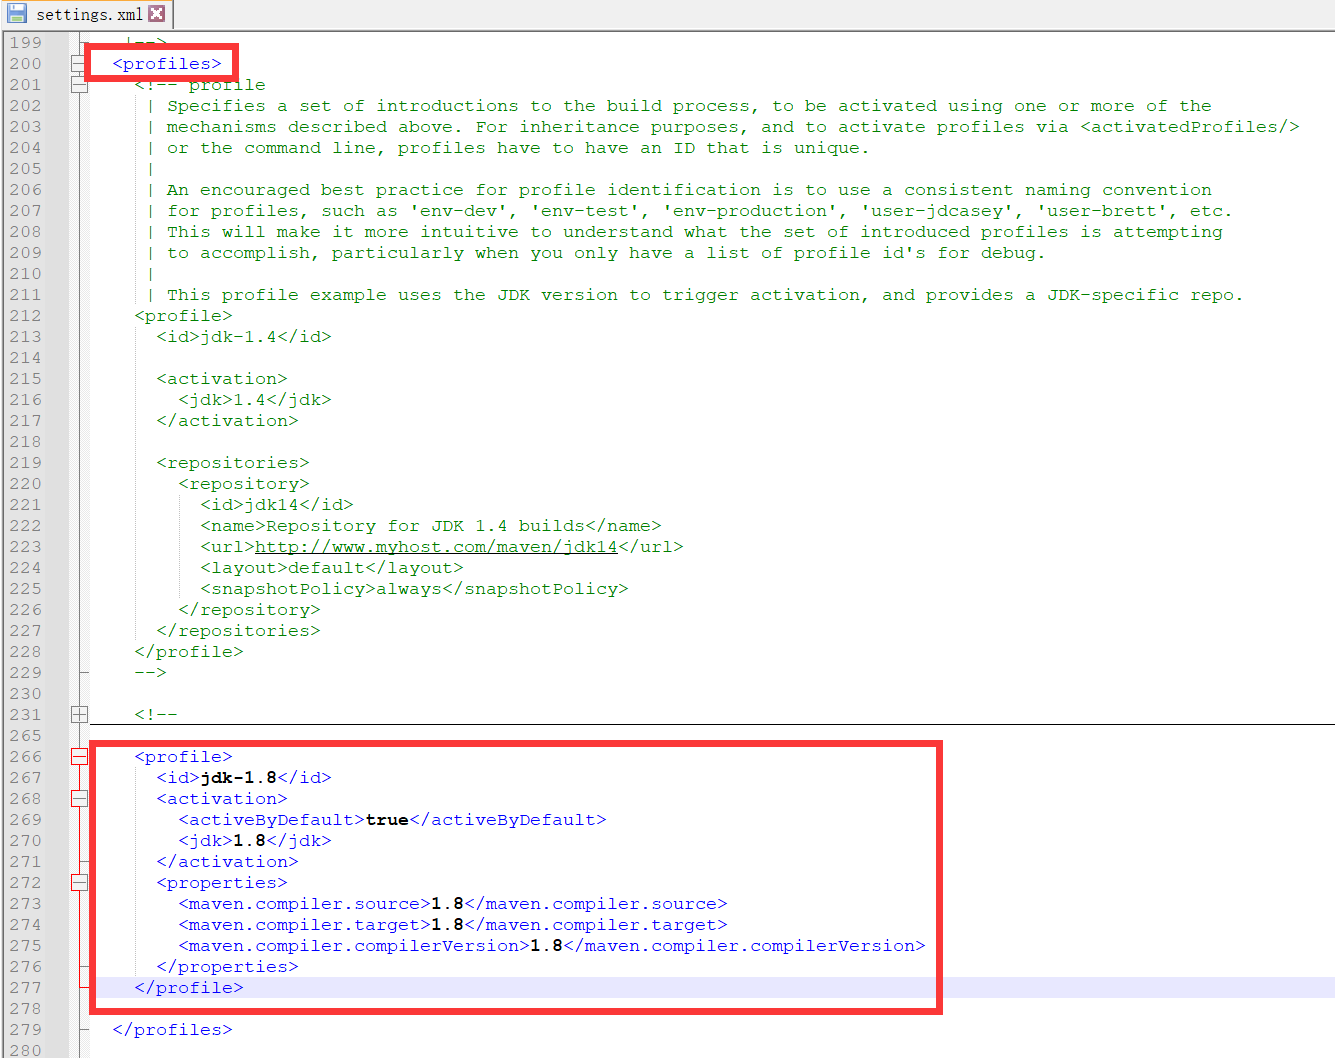 settings.xml
199 |-->
200 <profiles>
201 <!-- profile
202 | Specifies a set of introductions to the build process, to be activated using one or more of the
203 | mechanisms described above. For inheritance purposes, and to activate profiles via <activatedProfiles/>
204 | or the command line, profiles have to have an ID that is unique.
205 |
206 | An encouraged best practice for profile identification is to use a consistent naming convention
207 | for profiles, such as 'env-dev', 'env-test', 'env-production', 'user-jdcasey', 'user-brett', etc.
208 | This will make it more intuitive to understand what the set of introduced profiles is attempting
209 | to accomplish, particularly when you only have a list of profile id's for debug.
210 |
211 | This profile example uses the JDK version to trigger activation, and provides a JDK-specific repo.
212 <profile>
213 <id>jdk-1.4</id>
214
215 <activation>
216 <jdk>1.4</jdk>
217 </activation>
218
219 <repositories>
220 <repository>
221 <id>jdk14</id>
222 <name>Repository for JDK 1.4 builds</name>
223 <url>http://www.myhost.com/maven/jdk14</url>
224 <layout>default</layout>
225 <snapshotPolicy>always</snapshotPolicy>
226 </repository>
227 </repositories>
228 </profile>
229 -->
230
231 <!--
265
266 <profile>
267 <id>jdk-1.8</id>
268 <activation>
269 <activeByDefault>true</activeByDefault>
270 <jdk>1.8</jdk>
271 </activation>
272 <properties>
273 <maven.compiler.source>1.8</maven.compiler.source>
274 <maven.compiler.target>1.8</maven.compiler.target>
275 <maven.compiler.compilerVersion>1.8</maven.compiler.compilerVersion>
276 </properties>
277 </profile>
278
279 </profiles>
280